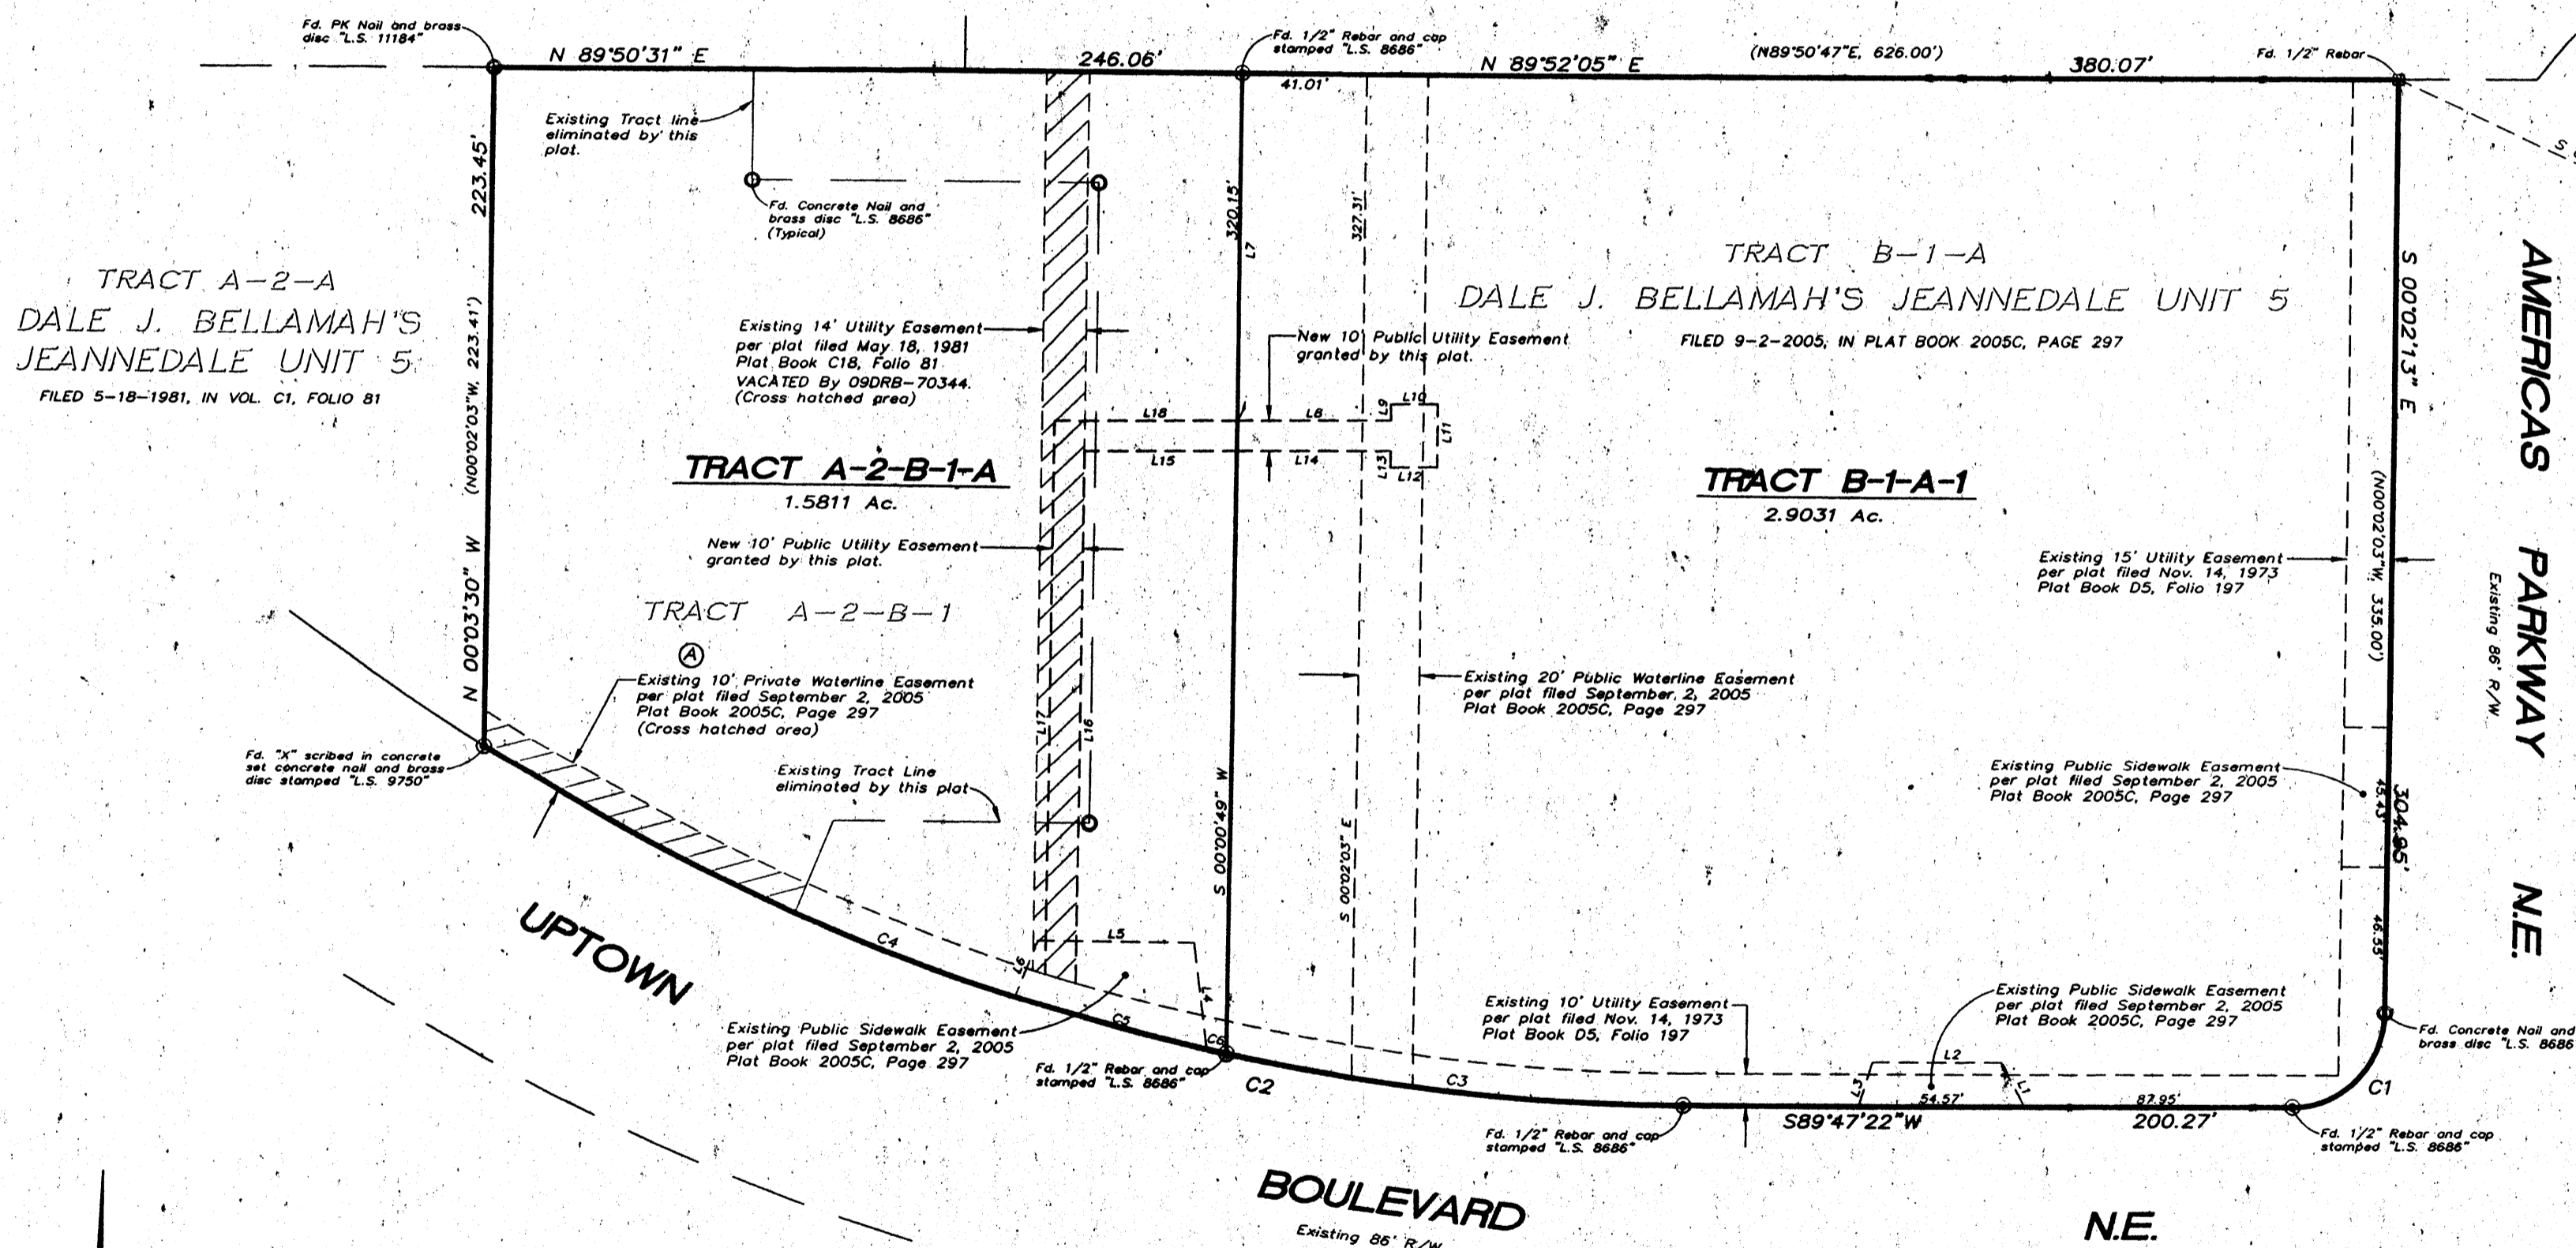 Fd. PK Nail and brass
disc "L.S. 11184"
N 89°50'31" E
246.06'
Fd. 1/2" Rebar and cap
stamped "L.S. 8686"
41.01'
N 89°52'05" E
(N89°50'47"E, 626.00')
380.07'
Fd. 1/2" Rebar
Existing Tract line
eliminated by this
plat.
223.45'
(N00°02'03"W, 223.41')
N 00°03'30" W
Fd. Concrete Nail and
brass disc "L.S. 8686"
(Typical)
320.15'
L7
327.31'
TRACT A-2-A
DALE J. BELLAMAH'S
JEANNEDALE UNIT 5
FILED 5-18-1981, IN VOL. C1, FOLIO 81
TRACT B-1-A
DALE J. BELLAMAH'S JEANNEDALE UNIT 5
FILED 9-2-2005, IN PLAT BOOK 2005C, PAGE 297
S 00°02'13" E
AMERICAS PARKWAY N.E.
Existing 86' R/W
Existing 14' Utility Easement
per plat filed May 18, 1981
Plat Book C18, Folio 81
VACATED By 09DRB-70344.
(Cross hatched area)
New 10' Public Utility Easement
granted by this plat.
L18
L8
L9
L10
L11
L15
L14
L13
L12
TRACT A-2-B-1-A
1.5811 Ac.
TRACT B-1-A-1
2.9031 Ac.
(N00°02'03"W, 335.00')
New 10' Public Utility Easement
granted by this plat.
Existing 15' Utility Easement
per plat filed Nov. 14, 1973
Plat Book D5, Folio 197
TRACT A-2-B-1
A
Existing 10' Private Waterline Easement
per plat filed September 2, 2005
Plat Book 2005C, Page 297
(Cross hatched area)
L17
L16
Existing 20' Public Waterline Easement
per plat filed September, 2, 2005
Plat Book 2005C, Page 297
Fd. "X" scribed in concrete
set concrete nail and brass
disc stamped "L.S. 9750"
Existing Tract Line
eliminated by this plat
S 00°00'49" W
S 00°02'03" E
Existing Public Sidewalk Easement
per plat filed September 2, 2005
Plat Book 2005C, Page 297
45.43'
304.95'
46.55'
UPTOWN
C4
L5
L6
L4
C5
C6
Existing Public Sidewalk Easement
per plat filed September 2, 2005
Plat Book 2005C, Page 297
Fd. 1/2" Rebar and cap
stamped "L.S. 8686"
C2
C3
Existing 10' Utility Easement
per plat filed Nov. 14, 1973
Plat Book D5, Folio 197
Existing Public Sidewalk Easement
per plat filed September 2, 2005
Plat Book 2005C, Page 297
Fd. Concrete Nail and
brass disc "L.S. 8686
L2
L3
L1
54.57'
87.95'
C1
S89°47'22"W
200.27'
Fd. 1/2" Rebar and cap
stamped "L.S. 8686"
Fd. 1/2" Rebar and cap
stamped "L.S. 8686"
BOULEVARD
Existing 86' R/W
N.E.